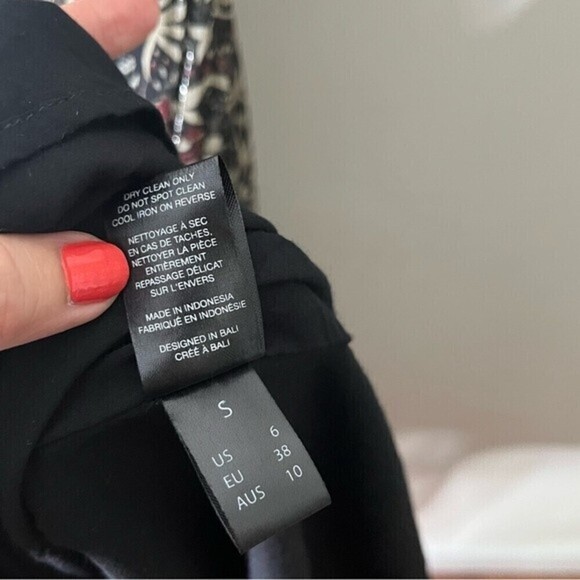 DRY CLEAN ONLY
DO NOT SPOT CLEAN
COOL IRON ON REVERSE
NETTOYAGE À SEC
EN CAS DE TACHES,
NETTOYER LA PIÈCE
ENTIÈREMENT
REPASSAGE DÉLICAT
SUR L'ENVERS
MADE IN INDONESIA
FABRIQUÉ EN INDONÉSIE
DESIGNED IN BALI
CRÉÉ À BALI
S
US 6
EU 38
AUS 10